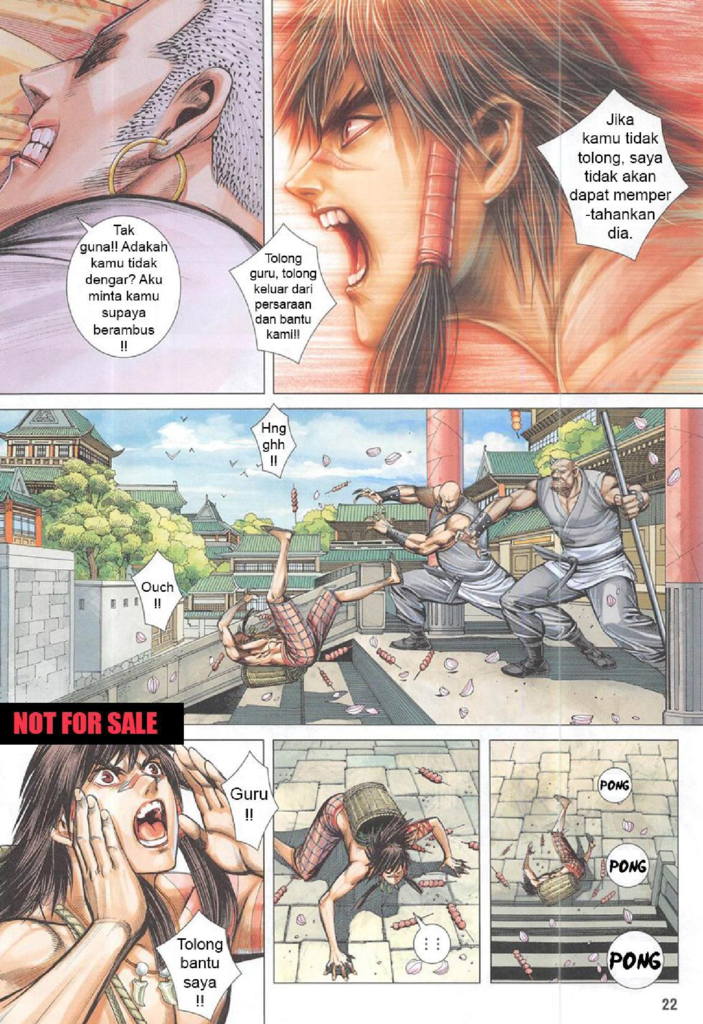 Tak
guna!! Adakah
kamu tidak
dengar? Aku
minta kamu
supaya
berambus
!!
Jika
kamu tidak
tolong, saya
tidak akan
dapat memper
-tahankan
dia.
Tolong
guru, tolong
keluar dari
persaraan
dan bantu
kami!!
Hng
ghh
!!
Ouch
!!
NOT FOR SALE
Guru
!!
Tolong
bantu
saya
!!
: :
PONG
PONG
PONG
22